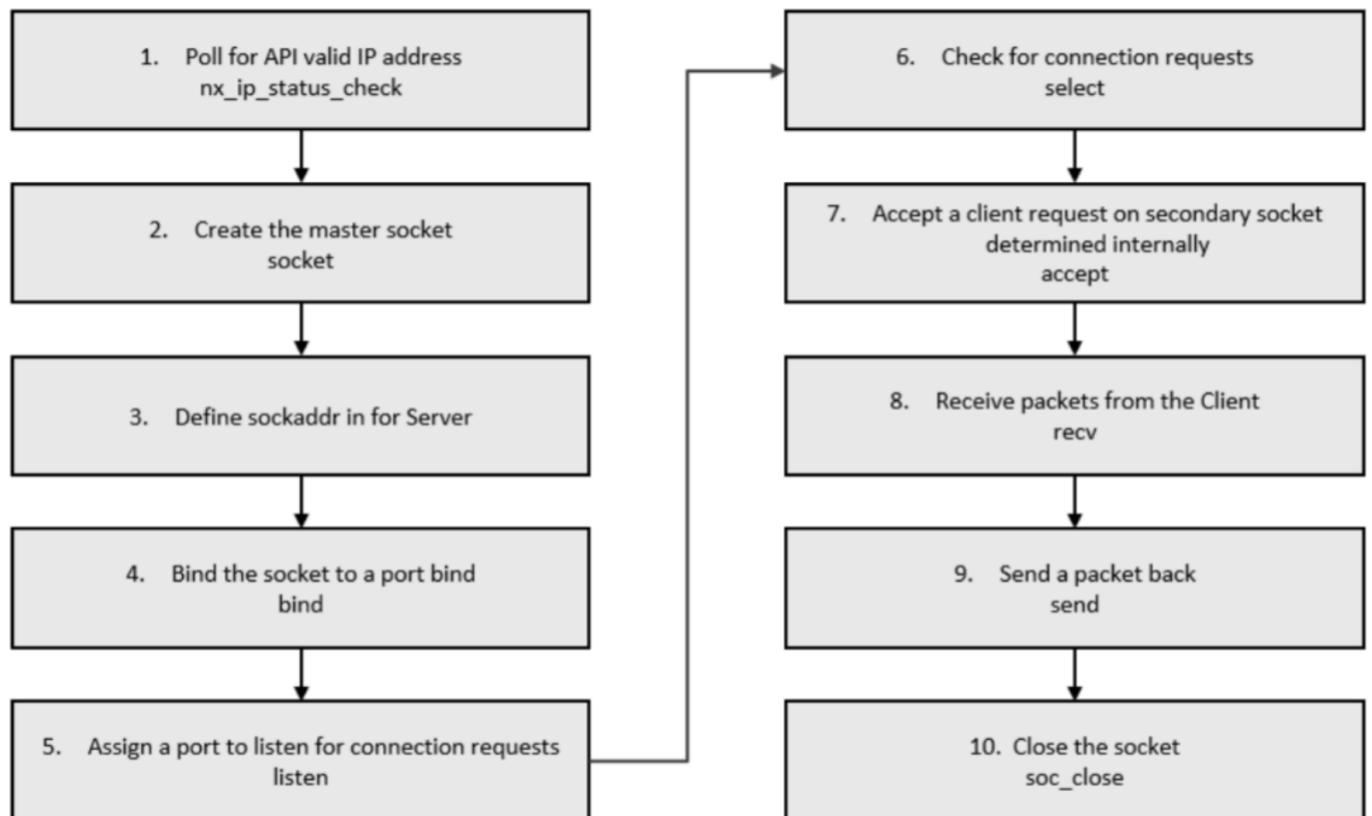 1. Poll for API valid IP address
nx_ip_status_check
2. Create the master socket
socket
3. Define sockaddr in for Server
4. Bind the socket to a port bind
bind
5. Assign a port to listen for connection requests
listen
6. Check for connection requests
select
7. Accept a client request on secondary socket
determined internally
accept
8. Receive packets from the Client
recv
9. Send a packet back
send
10. Close the socket
soc_close